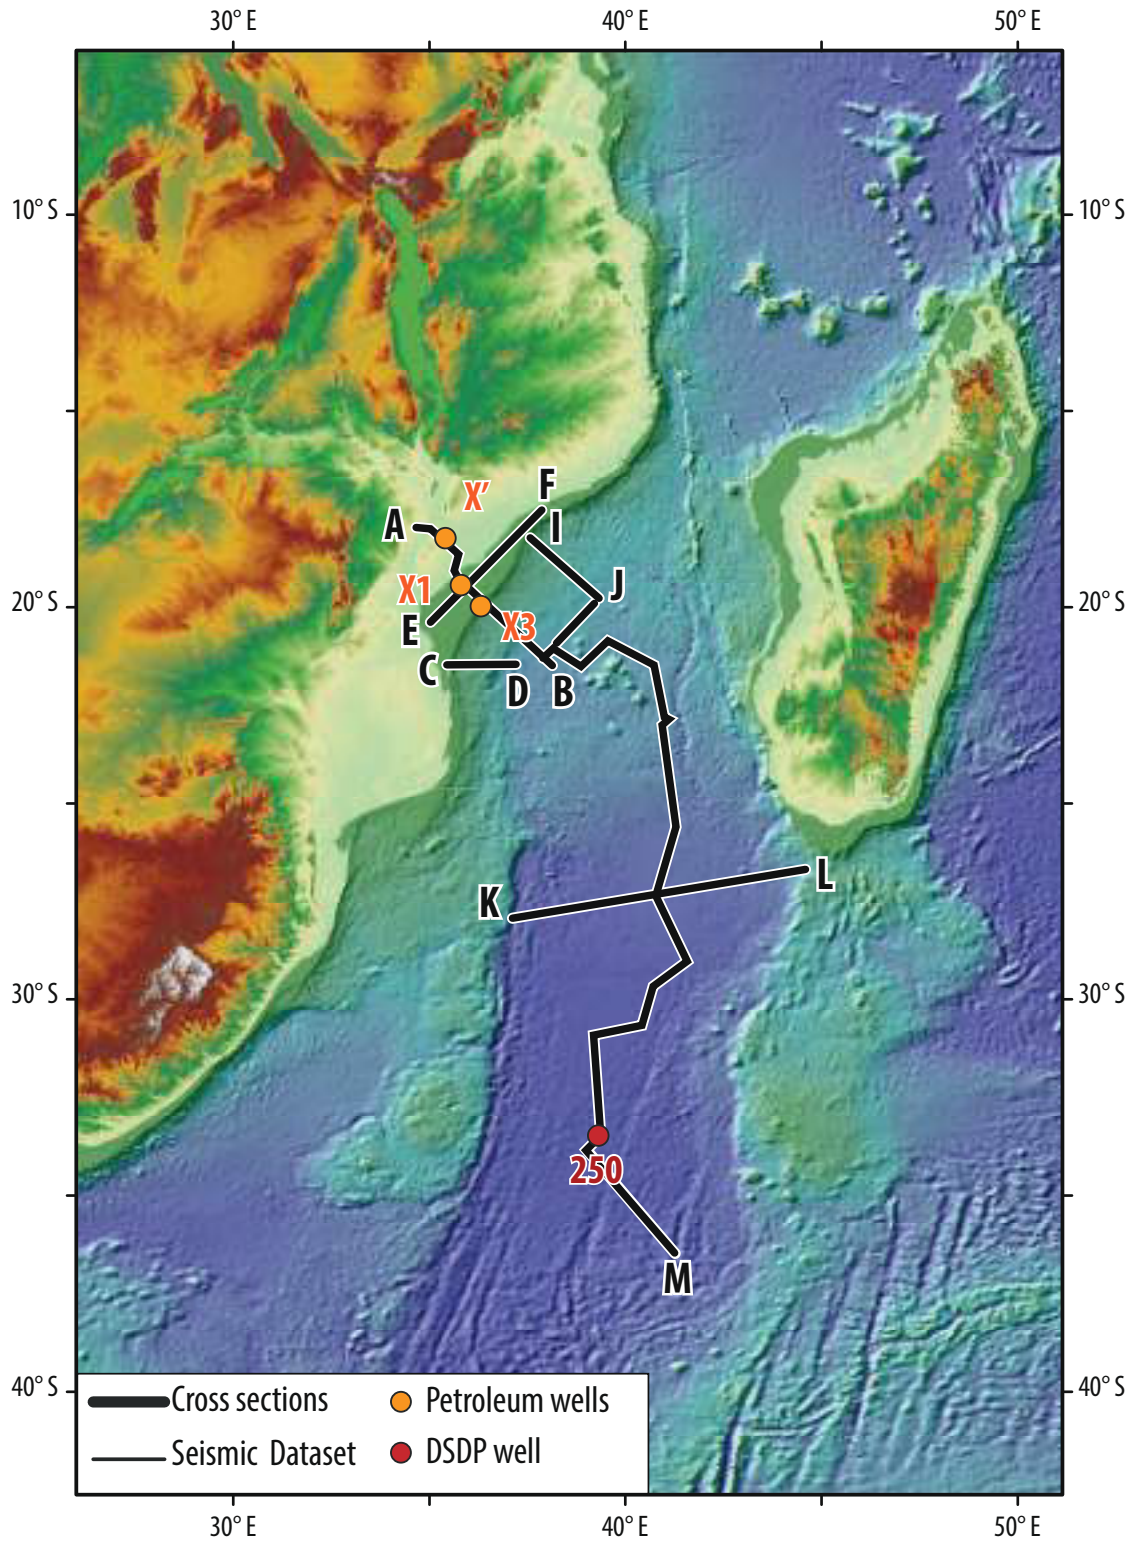 30° E 40° E 50° E
10° S 10° S
X’ F
A I
X1 J
20° S 20° S
E X3
C D B
L
K
30° S 30° S
250
M
40° S 40° S
Cross sections Petroleum wells
Seismic Dataset DSDP well
30° E 40° E 50° E